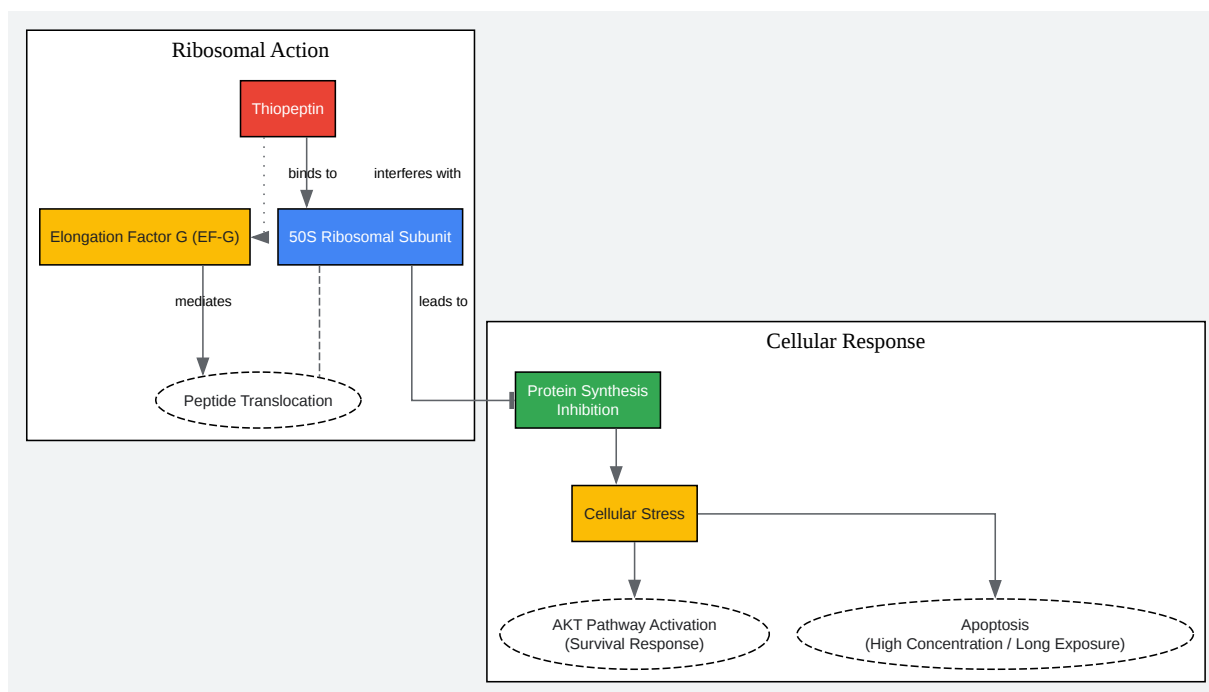 Ribosomal Action
Thiopeptin
binds to
interferes with
Elongation Factor G (EF-G)
50S Ribosomal Subunit
mediates
leads to
Peptide Translocation
Cellular Response
Protein Synthesis
Inhibition
Cellular Stress
AKT Pathway Activation
(Survival Response)
Apoptosis
(High Concentration / Long Exposure)